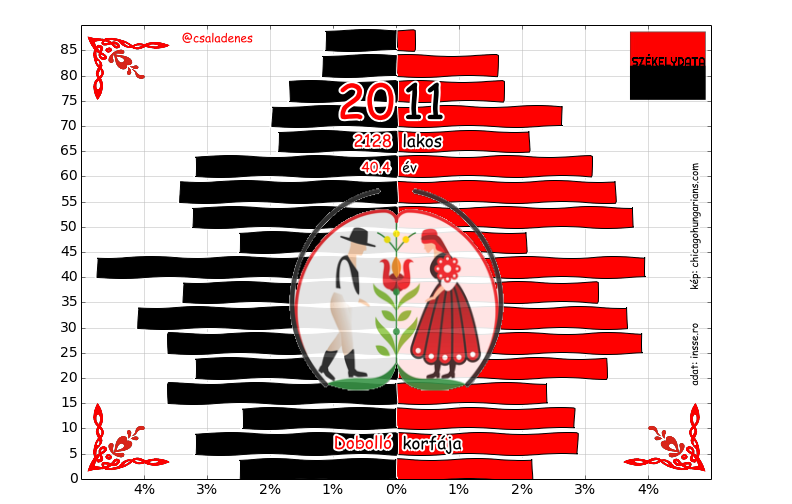 @csaladenes
SZÉKELYDATA
2011
2128 lakos
40.4 év
kép: chicagohungarians.com
adat: insse.ro
Dobolló korfája
85
80
75
70
65
60
55
50
45
40
35
30
25
20
15
10
5
0
4% 3% 2% 1% 0% 1% 2% 3% 4%